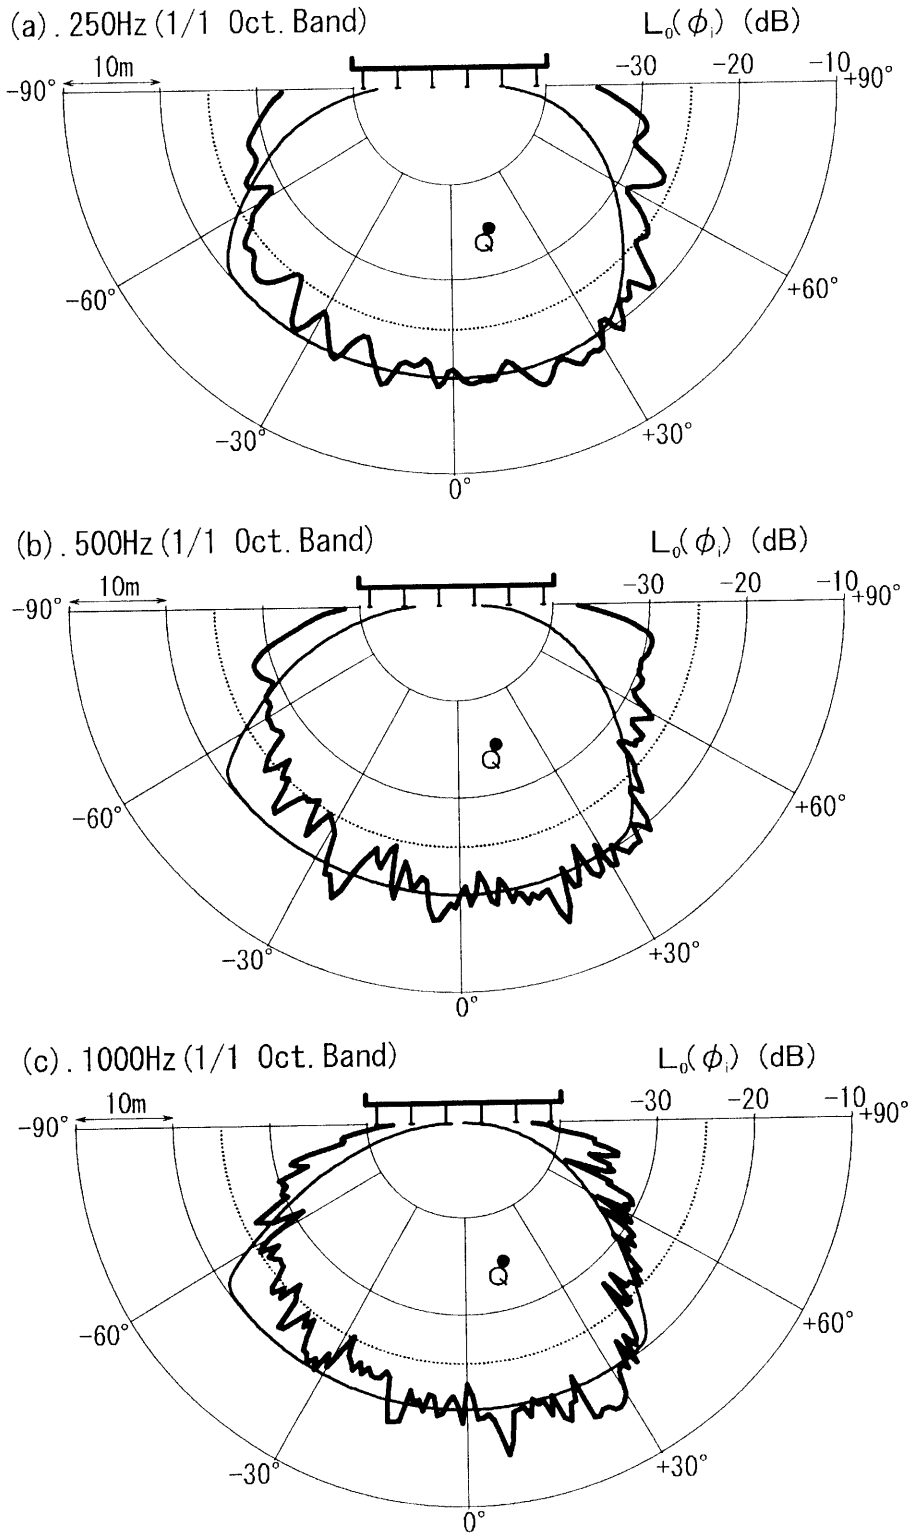 (a). 250Hz (1/1 Oct. Band) L₀(ϕᵢ) (dB)
10m -30 -20 -10
-90° +90°
Q
-60° +60°
-30° +30°
0°
(b). 500Hz (1/1 Oct. Band) L₀(ϕᵢ) (dB)
10m -30 -20 -10
-90° +90°
Q
-60° +60°
-30° +30°
0°
(c). 1000Hz (1/1 Oct. Band) L₀(ϕᵢ) (dB)
10m -30 -20 -10
-90° +90°
Q
-60° +60°
-30° +30°
0°